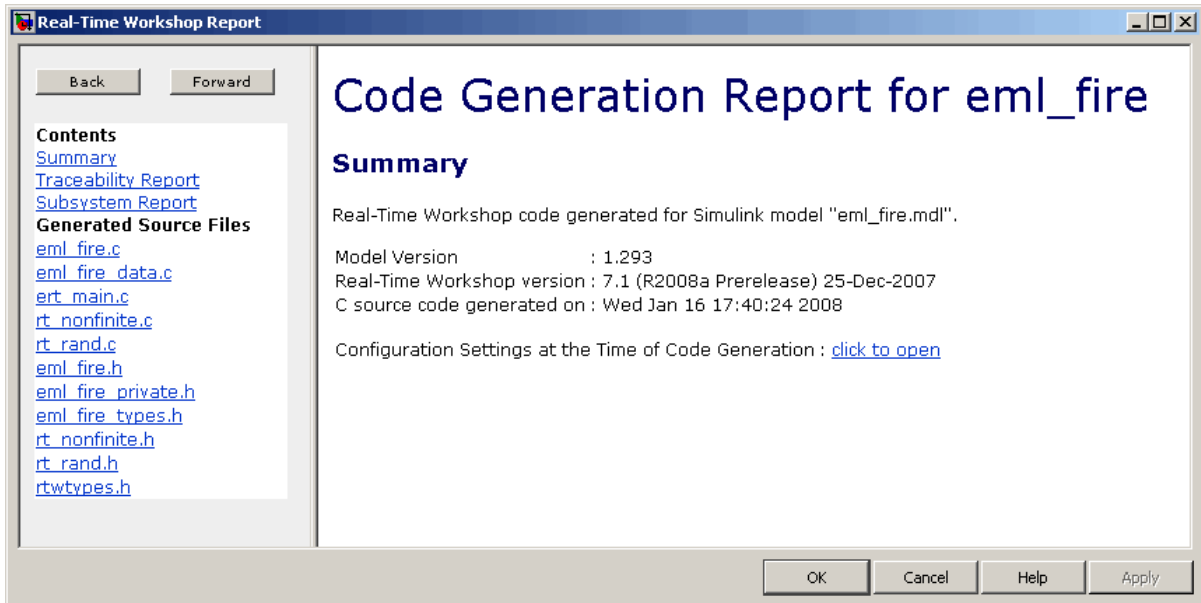 Real-Time Workshop Report
Back Forward
Contents
Summary
Traceability Report
Subsystem Report
Generated Source Files
eml_fire.c
eml_fire_data.c
ert_main.c
rt_nonfinite.c
rt_rand.c
eml_fire.h
eml_fire_private.h
eml_fire_types.h
rt_nonfinite.h
rt_rand.h
rtwtypes.h
Code Generation Report for eml_fire
Summary
Real-Time Workshop code generated for Simulink model "eml_fire.mdl".
Model Version : 1.293
Real-Time Workshop version : 7.1 (R2008a Prerelease) 25-Dec-2007
C source code generated on : Wed Jan 16 17:40:24 2008
Configuration Settings at the Time of Code Generation : click to open
OK Cancel Help Apply